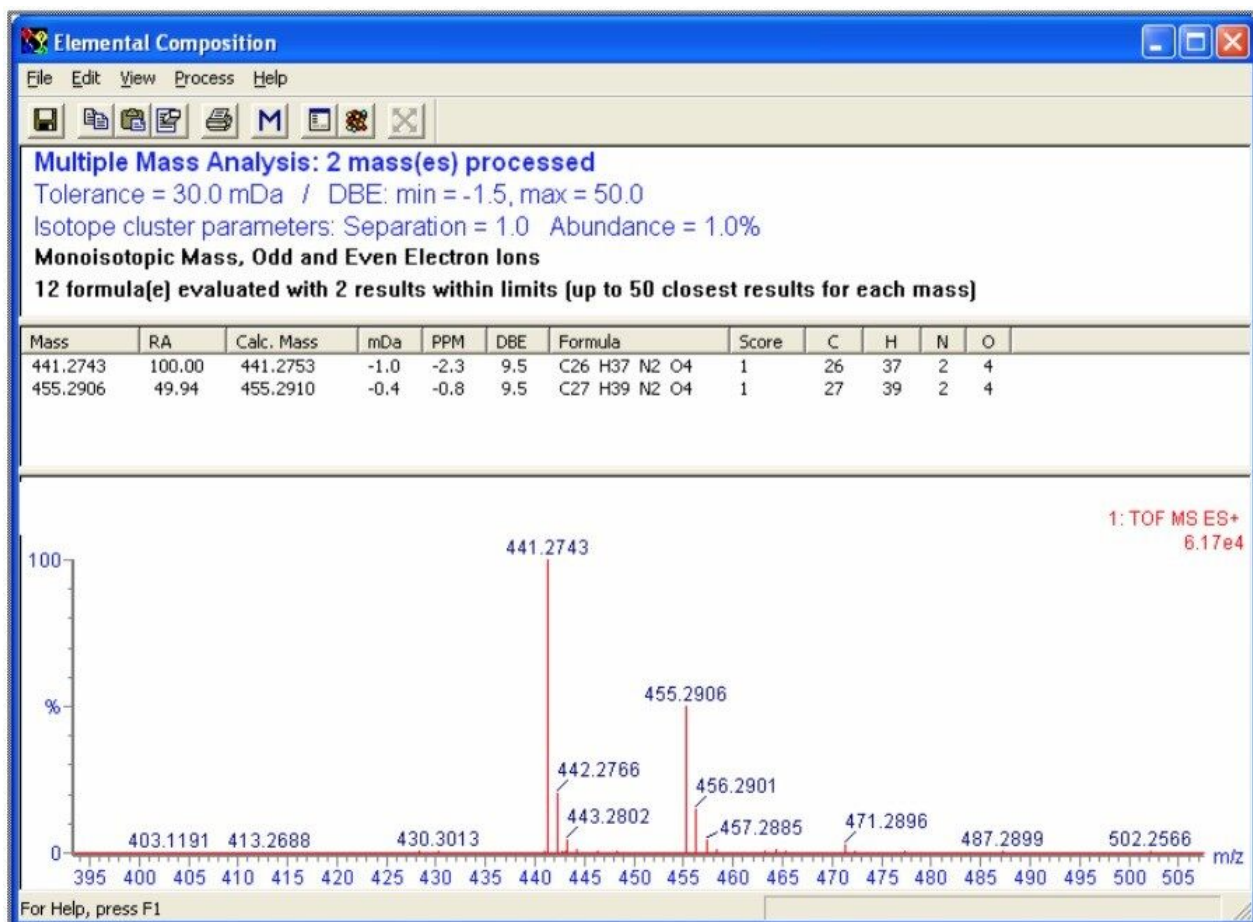 Elemental Composition
File Edit View Process Help
M
Multiple Mass Analysis: 2 mass(es) processed
Tolerance = 30.0 mDa / DBE: min = -1.5, max = 50.0
Isotope cluster parameters: Separation = 1.0 Abundance = 1.0%
Monoisotopic Mass, Odd and Even Electron Ions
12 formula(e) evaluated with 2 results within limits (up to 50 closest results for each mass)
Mass RA Calc. Mass mDa PPM DBE Formula Score C H N O
441.2743 100.00 441.2753 -1.0 -2.3 9.5 C26 H37 N2 O4 1 26 37 2 4
455.2906 49.94 455.2910 -0.4 -0.8 9.5 C27 H39 N2 O4 1 27 39 2 4
1: TOF MS ES+
6.17e4
441.2743
100
455.2906
%
442.2766
456.2901
443.2802
457.2885
471.2896
403.1191 413.2688 430.3013 487.2899 502.2566
0
m/z
395 400 405 410 415 420 425 430 435 440 445 450 455 460 465 470 475 480 485 490 495 500 505
For Help, press F1